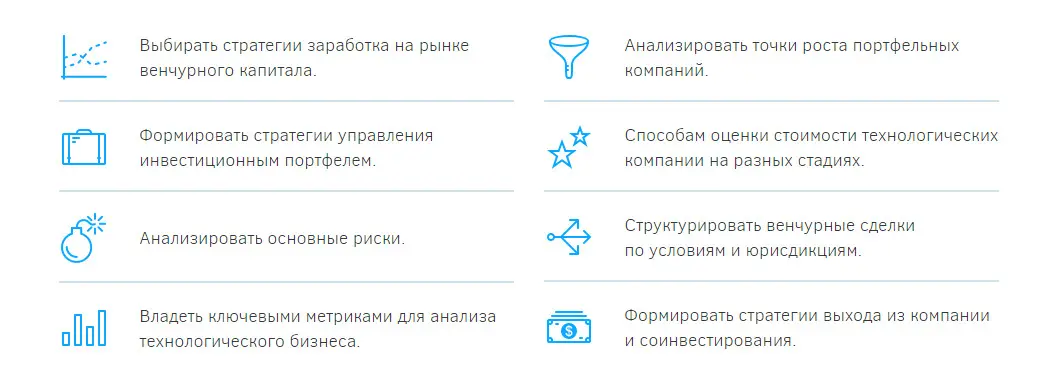 Выбирать стратегии заработка на рынке
венчурного капитала.
Формировать стратегии управления
инвестиционным портфелем.
Анализировать основные риски.
Владеть ключевыми метриками для анализа
технологического бизнеса.
Анализировать точки роста портфельных
компаний.
Способам оценки стоимости технологических
компании на разных стадиях.
Структурировать венчурные сделки
по условиям и юрисдикциям.
$
Формировать стратегии выхода из компании
и соинвестирования.